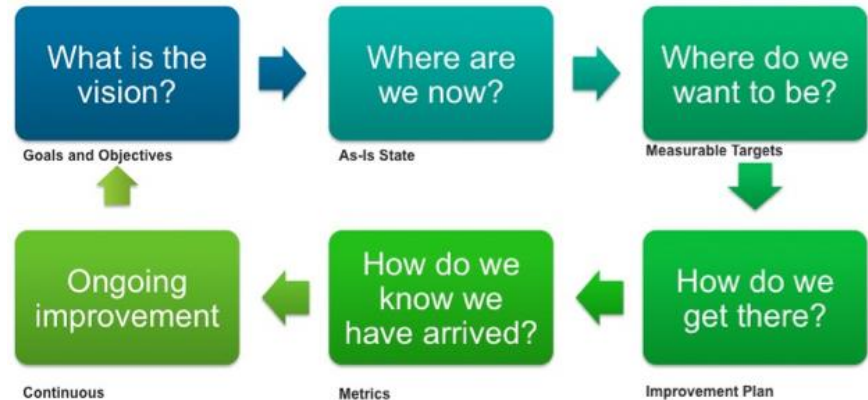 What is the
vision?
Goals and Objectives
Where are
we now?
As-Is State
Where do we
want to be?
Measurable Targets
How do we
get there?
Improvement Plan
How do we
know we
have arrived?
Metrics
Ongoing
improvement
Continuous